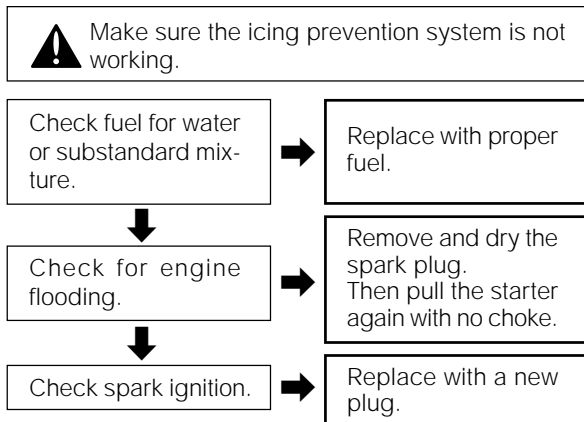 Make sure the icing prevention system is not
working.
Check fuel for water
or substandard mix-
ture.
Replace with proper
fuel.
Check for engine
flooding.
Remove and dry the
spark plug.
Then pull the starter
again with no choke.
Check spark ignition.
Replace with a new
plug.